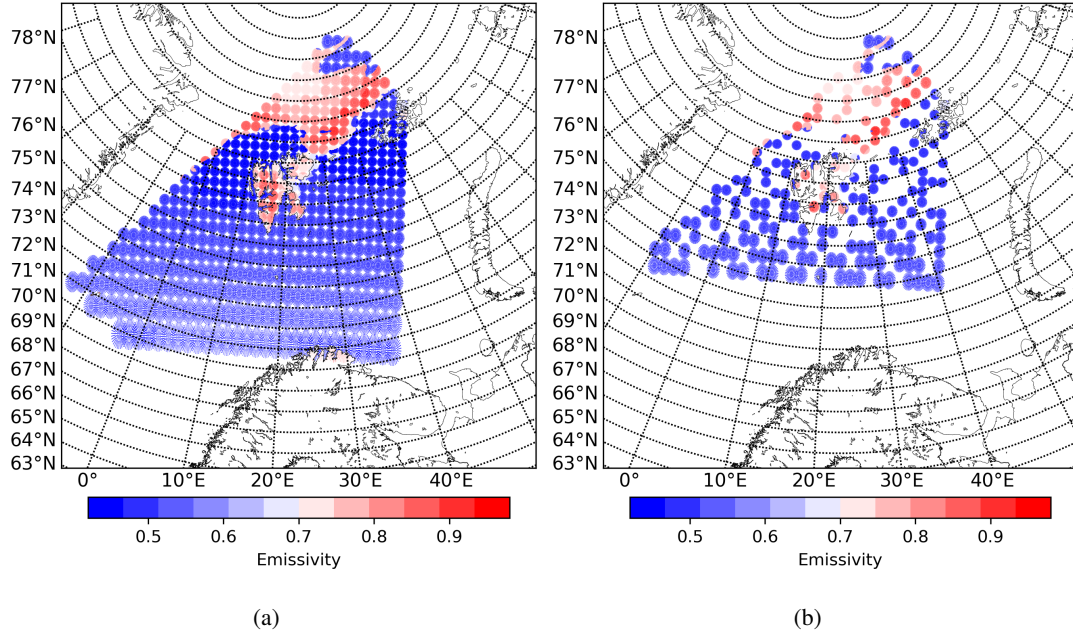 78°N
77°N
76°N
75°N
74°N
73°N
72°N
71°N
70°N
69°N
68°N
67°N
66°N
65°N
64°N
63°N
0°
10°E
20°E
30°E
40°E
0.5
0.6
0.7
0.8
0.9
Emissivity
(a)
78°N
77°N
76°N
75°N
74°N
73°N
72°N
71°N
70°N
69°N
68°N
67°N
66°N
65°N
64°N
63°N
0°
10°E
20°E
30°E
40°E
0.5
0.6
0.7
0.8
0.9
Emissivity
(b)